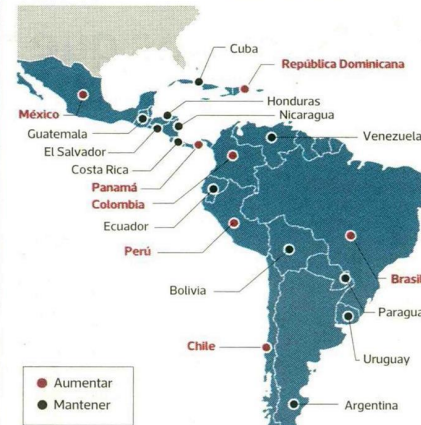 Cuba
República Dominicana
Honduras
México
Nicaragua
Guatemala
Venezuela
El Salvador
Costa Rica
Panamá
Colombia
Ecuador
Perú
Brasil
Bolivia
Paragua
Chile
Uruguay
Aumentar
Mantener
Argentina